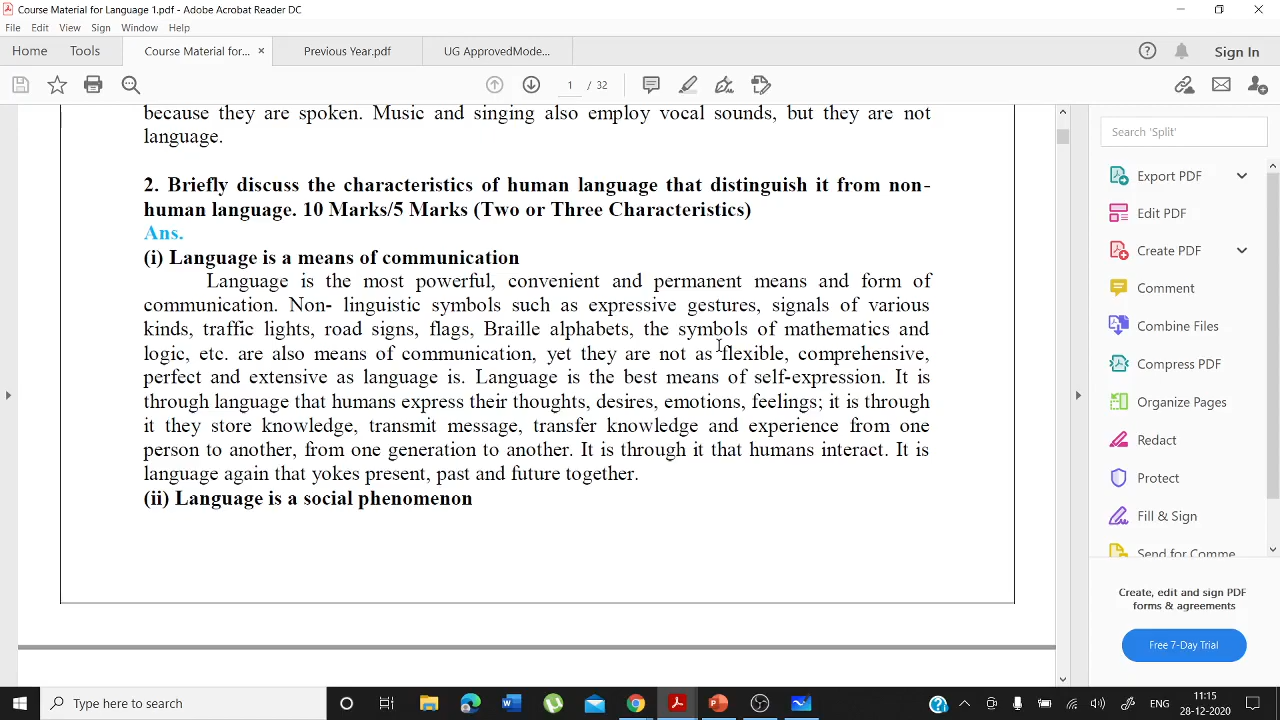 Course Material for Language 1.pdf - Adobe Acrobat Reader DC
File Edit View Sign Window Help
Home Tools Course Material for... × Previous Year.pdf UG ApprovedMode... Sign In
1 / 32
because they are spoken. Music and singing also employ vocal sounds, but they are not
language.
2. Briefly discuss the characteristics of human language that distinguish it from non-
human language. 10 Marks/5 Marks (Two or Three Characteristics)
Ans.
(i) Language is a means of communication
Language is the most powerful, convenient and permanent means and form of
communication. Non- linguistic symbols such as expressive gestures, signals of various
kinds, traffic lights, road signs, flags, Braille alphabets, the symbols of mathematics and
logic, etc. are also means of communication, yet they are not as flexible, comprehensive,
perfect and extensive as language is. Language is the best means of self-expression. It is
through language that humans express their thoughts, desires, emotions, feelings; it is through
it they store knowledge, transmit message, transfer knowledge and experience from one
person to another, from one generation to another. It is through it that humans interact. It is
language again that yokes present, past and future together.
(ii) Language is a social phenomenon
Search 'Split'
Export PDF
Edit PDF
Create PDF
Comment
Combine Files
Compress PDF
Organize Pages
Redact
Protect
Fill & Sign
Send for Comme
Create, edit and sign PDF
forms & agreements
Free 7-Day Trial
Type here to search
ENG
11:15
28-12-2020